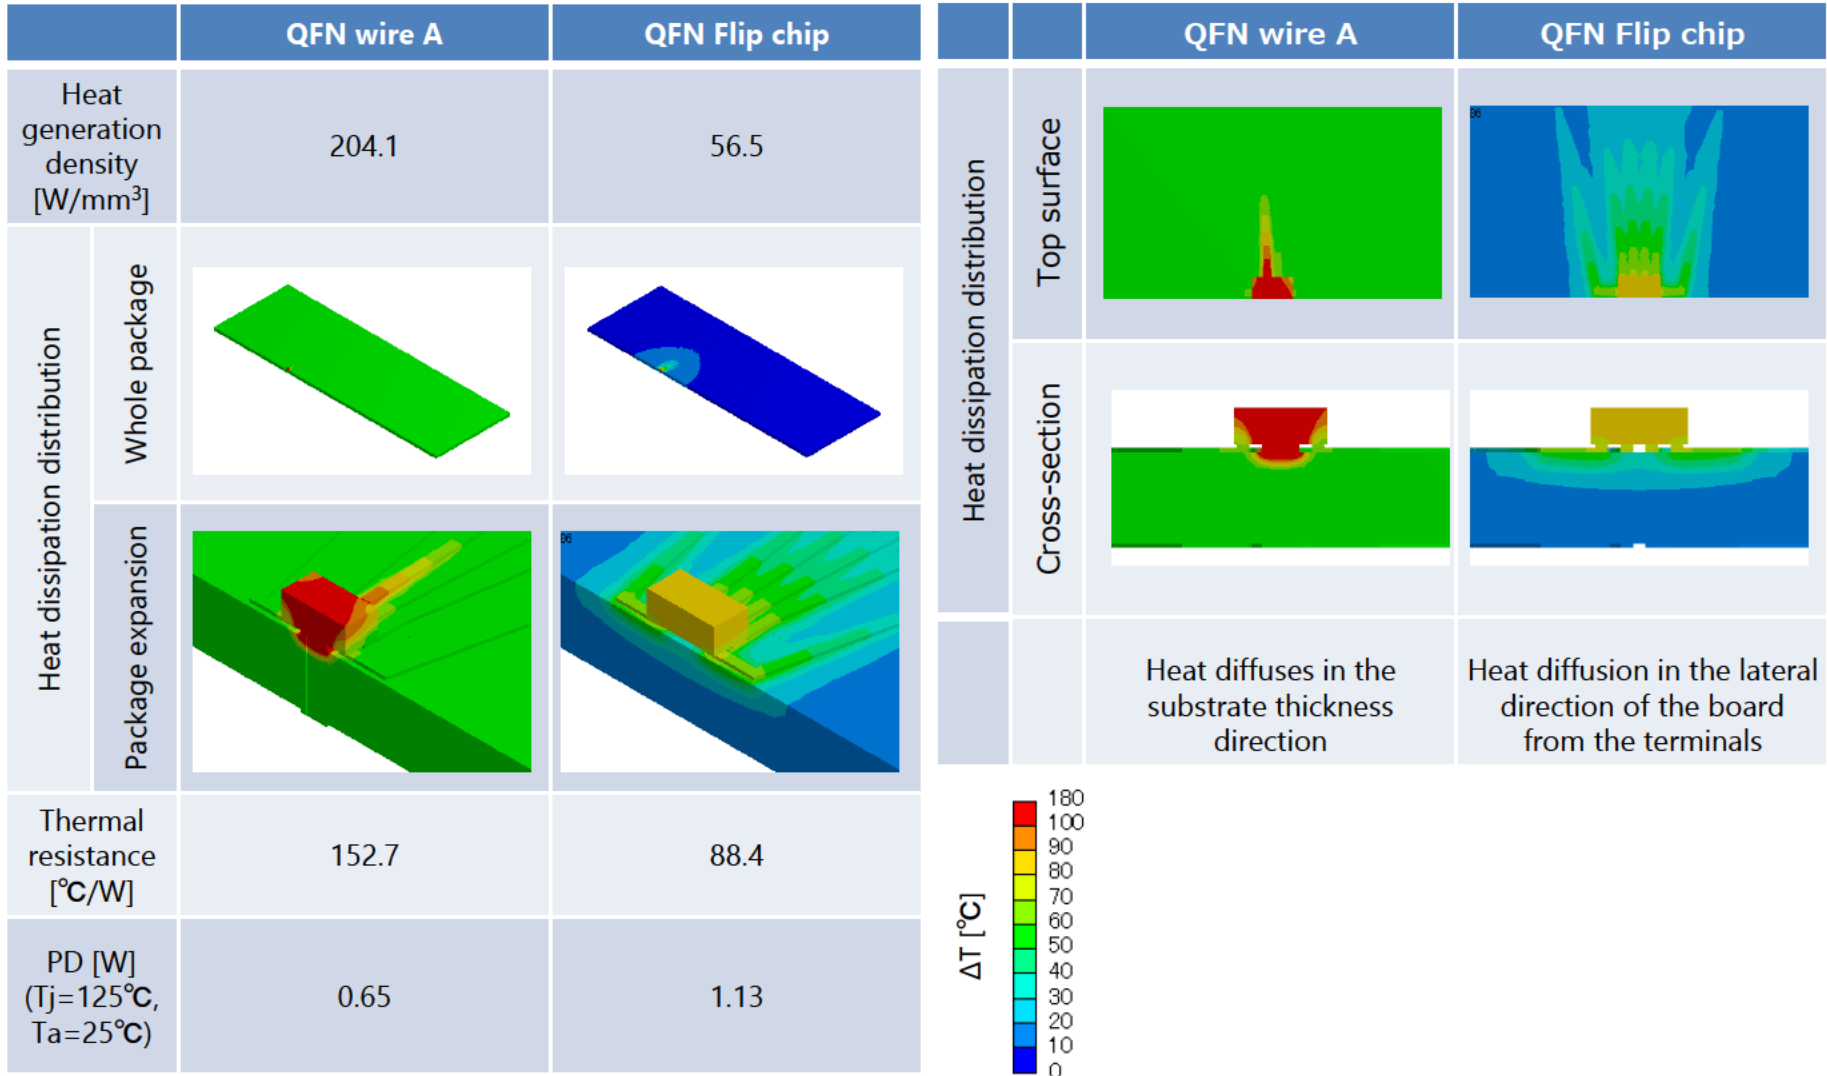 QFN wire A
QFN Flip chip
Heat
generation
density
[W/mm³]
204.1
56.5
Heat dissipation distribution
Whole package
Package expansion
Thermal
resistance
[℃/W]
152.7
88.4
PD [W]
(Tj=125℃,
Ta=25℃)
0.65
1.13
QFN wire A
QFN Flip chip
Heat dissipation distribution
Top surface
96
Cross-section
96
Heat diffuses in the
substrate thickness
direction
Heat diffusion in the lateral
direction of the board
from the terminals
ΔT [℃]
180
100
90
80
70
60
50
40
30
20
10
0